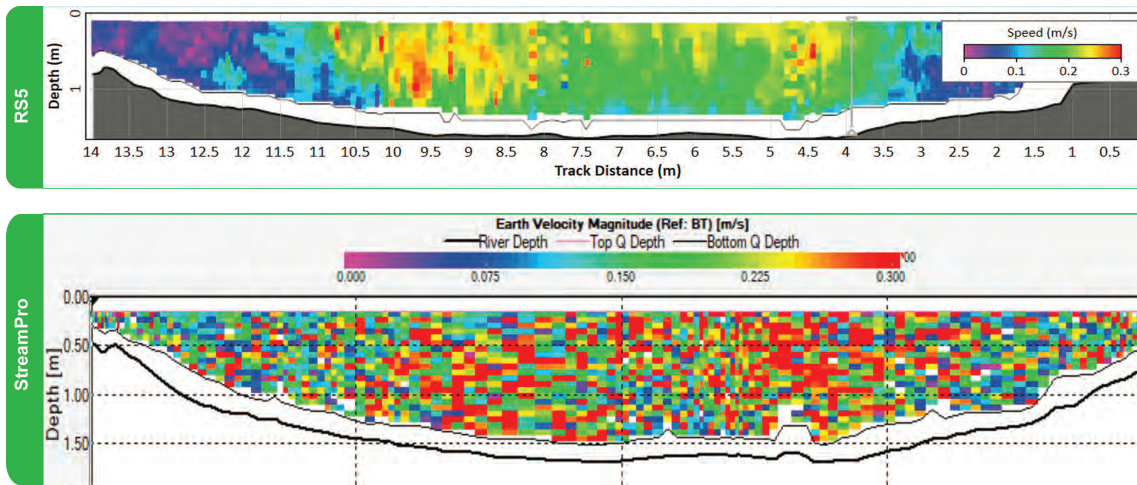 RS5
Depth (m)
0
1
Speed (m/s)
0 0.1 0.2 0.3
14 13.5 13 12.5 12 11.5 11 10.5 10 9.5 9 8.5 8 7.5 7 6.5 6 5.5 5 4.5 4 3.5 3 2.5 2 1.5 1 0.5
Track Distance (m)
StreamPro
Earth Velocity Magnitude (Ref: BT) [m/s]
River Depth Top Q Depth Bottom Q Depth
0.000 0.075 0.150 0.225 0.300
Depth [m]
0.00
0.50
1.00
1.50